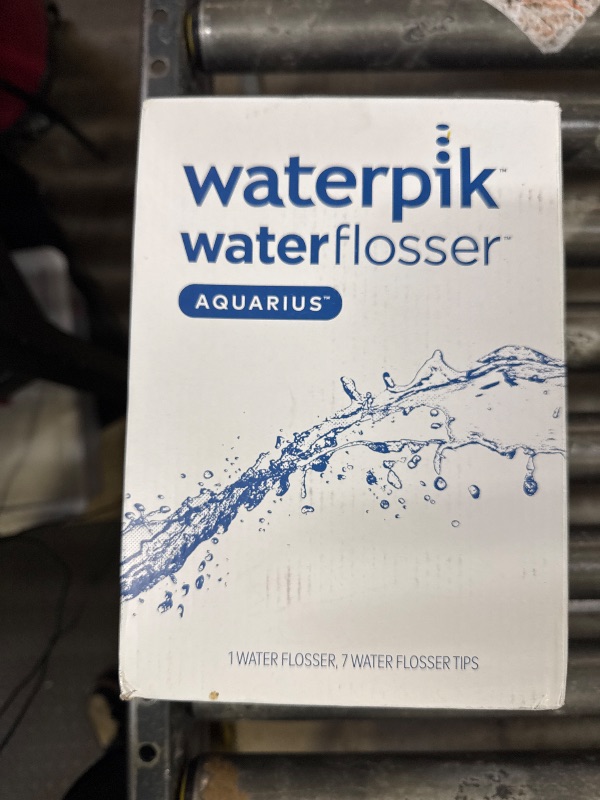 waterpik™
waterflosser™
AQUARIUS™
1 WATER FLOSSER, 7 WATER FLOSSER TIPS